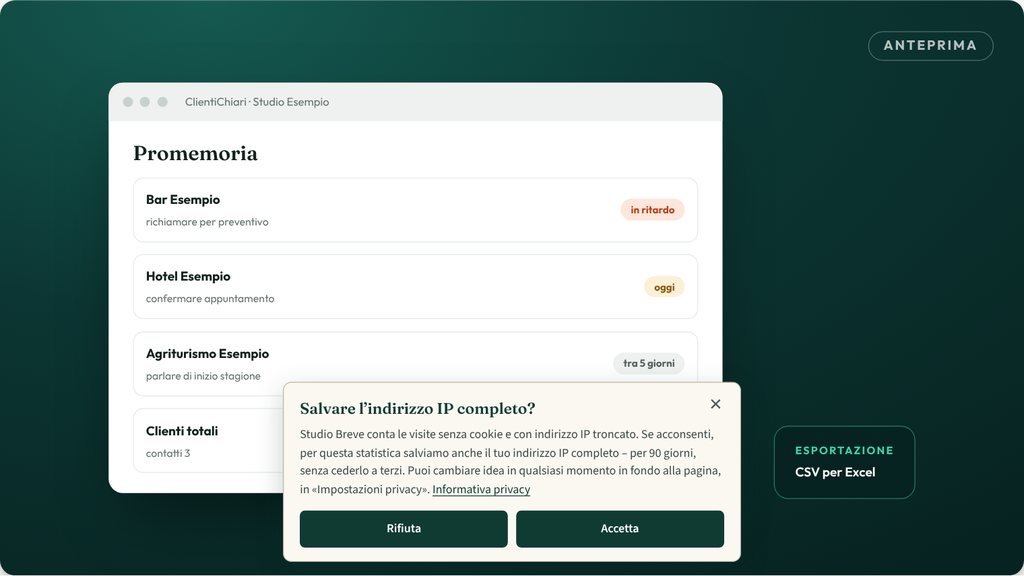 ANTEPRIMA
ClientiChiari · Studio Esempio
Promemoria
Bar Esempio
richiamare per preventivo
in ritardo
Hotel Esempio
confermare appuntamento
oggi
Agriturismo Esempio
parlare di inizio stagione
tra 5 giorni
Clienti totali
contatti 3
Salvare l’indirizzo IP completo?
Studio Breve conta le visite senza cookie e con indirizzo IP troncato. Se acconsenti,
per questa statistica salviamo anche il tuo indirizzo IP completo – per 90 giorni,
senza cederlo a terzi. Puoi cambiare idea in qualsiasi momento in fondo alla pagina,
in «Impostazioni privacy». Informativa privacy
Rifiuta
Accetta
ESPORTAZIONE
CSV per Excel